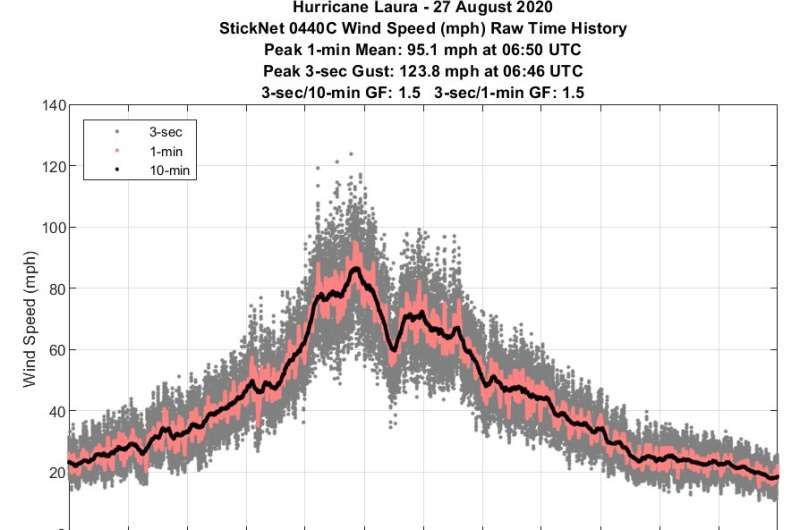 Hurricane Laura - 27 August 2020
StickNet 0440C Wind Speed (mph) Raw Time History
Peak 1-min Mean: 95.1 mph at 06:50 UTC
Peak 3-sec Gust: 123.8 mph at 06:46 UTC
3-sec/10-min GF: 1.5 3-sec/1-min GF: 1.5
140
3-sec
1-min
10-min
120
100
80
Wind Speed (mph)
60
40
20